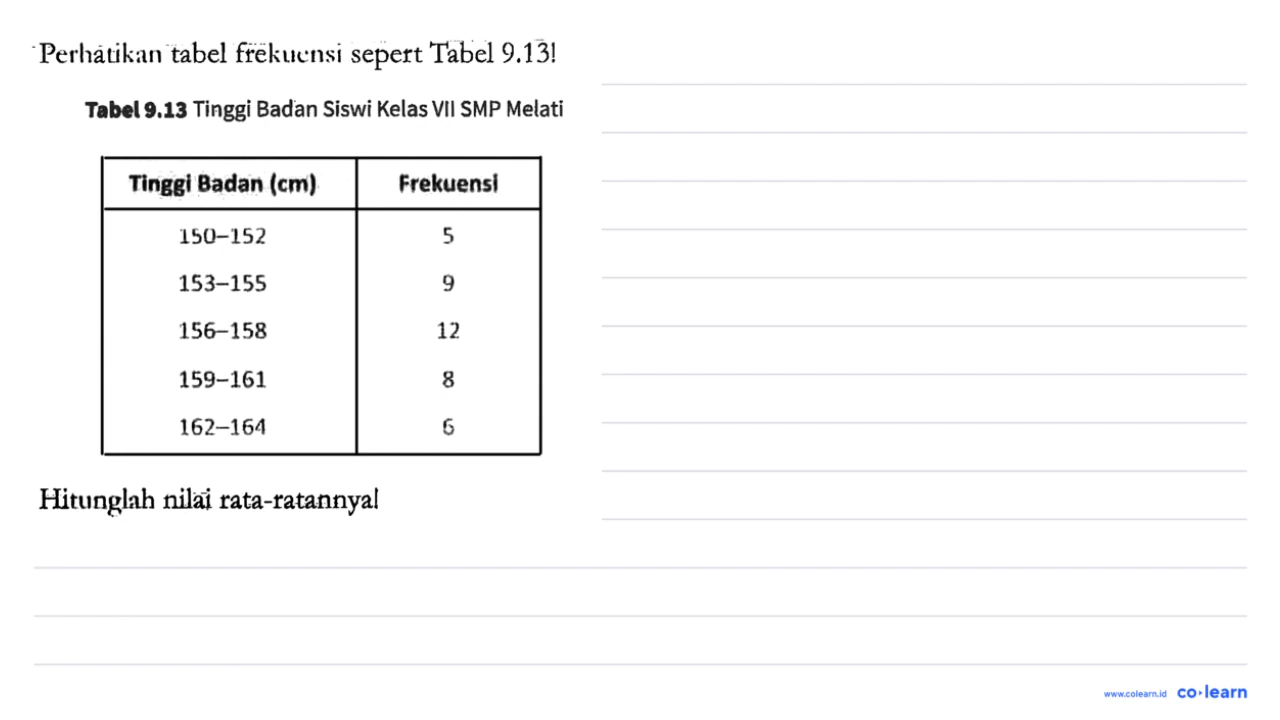 Perhatikan tabel frekuensi sepert Tabel 9.13!
Tabel 9.13 Tinggi Badan Siswi Kelas VII SMP Melati
Tinggi Badan (cm) Frekuensi
150–152 5
153–155 9
156–158 12
159–161 8
162–164 6
Hitunglah nilai rata-ratannya!
www.colearn.id co·learn